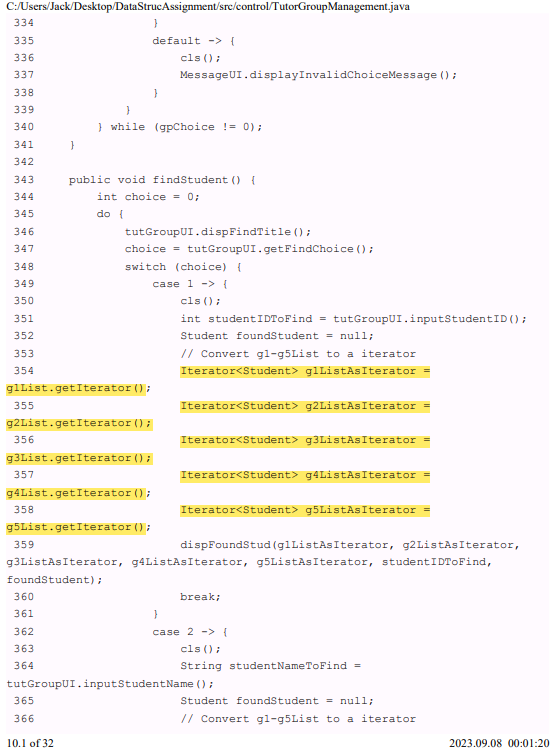 C:/Users/Jack/Desktop/DataStrucAssignment/src/control/TutorGroupManagement.java
334                 }
335                 default -> {
336                     cls();
337                     MessageUI.displayInvalidChoiceMessage();
338                 }
339             }
340         } while (gpChoice != 0);
341     }
342
343     public void findStudent() {
344         int choice = 0;
345         do {
346             tutGroupUI.dispFindTitle();
347             choice = tutGroupUI.getFindChoice();
348             switch (choice) {
349                 case 1 -> {
350                     cls();
351                     int studentIDToFind = tutGroupUI.inputStudentID();
352                     Student foundStudent = null;
353                     // Convert g1-g5List to a iterator
354                     Iterator<Student> g1ListAsIterator =
g1List.getIterator();
355                     Iterator<Student> g2ListAsIterator =
g2List.getIterator();
356                     Iterator<Student> g3ListAsIterator =
g3List.getIterator();
357                     Iterator<Student> g4ListAsIterator =
g4List.getIterator();
358                     Iterator<Student> g5ListAsIterator =
g5List.getIterator();
359                     dispFoundStud(g1ListAsIterator, g2ListAsIterator,
g3ListAsIterator, g4ListAsIterator, g5ListAsIterator, studentIDToFind,
foundStudent);
360                     break;
361                 }
362                 case 2 -> {
363                     cls();
364                     String studentNameToFind =
tutGroupUI.inputStudentName();
365                     Student foundStudent = null;
366                     // Convert g1-g5List to a iterator
10.1 of 32 2023.09.08 00:01:20